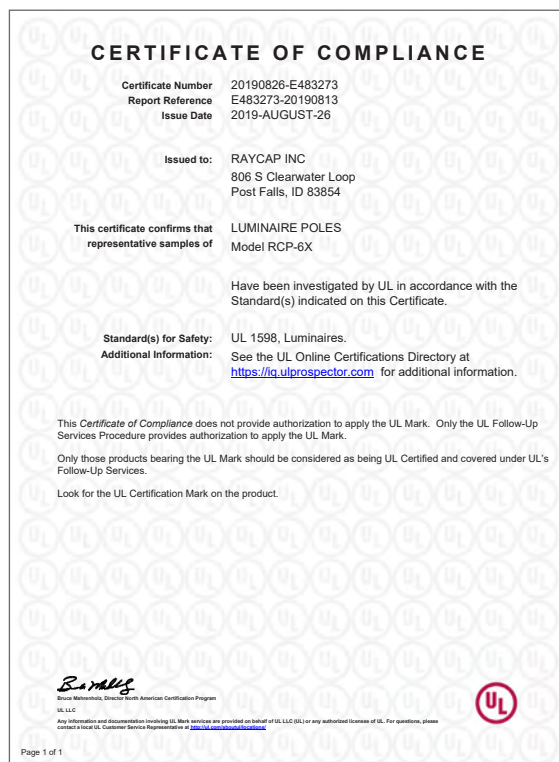 CERTIFICATE OF COMPLIANCE
Certificate Number 20190826-E483273
Report Reference E483273-20190813
Issue Date 2019-AUGUST-26
Issued to: RAYCAP INC
806 S Clearwater Loop
Post Falls, ID 83854
This certificate confirms that LUMINAIRE POLES
representative samples of Model RCP-6X
Have been investigated by UL in accordance with the
Standard(s) indicated on this Certificate.
Standard(s) for Safety: UL 1598, Luminaires.
Additional Information: See the UL Online Certifications Directory at
https://iq.ulprospector.com for additional information.
This Certificate of Compliance does not provide authorization to apply the UL Mark. Only the UL Follow-Up
Services Procedure provides authorization to apply the UL Mark.
Only those products bearing the UL Mark should be considered as being UL Certified and covered under UL's
Follow-Up Services.
Look for the UL Certification Mark on the product.
Bruce Mahrenholz, Director North American Certification Program
UL LLC
Any information and documentation involving UL Mark services are provided on behalf of UL LLC (UL) or any authorized licensee of UL. For questions, please
contact a local UL Customer Service Representative at http://ul.com/aboutul/locations/
UL
Page 1 of 1